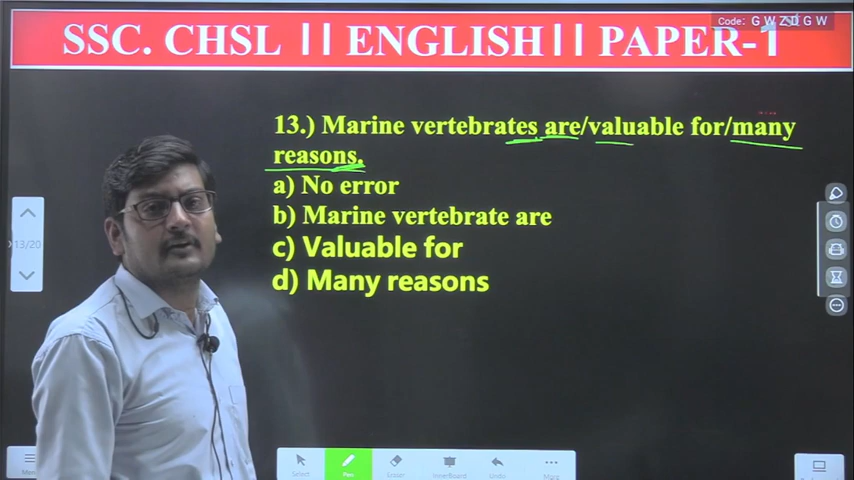 Code: G W Z D G W
SSC. CHSL || ENGLISH || PAPER-1
13.) Marine vertebrates are/valuable for/many
reasons.
a) No error
b) Marine vertebrate are
c) Valuable for
d) Many reasons
13/20
Select
Pen
Eraser
Undo
More